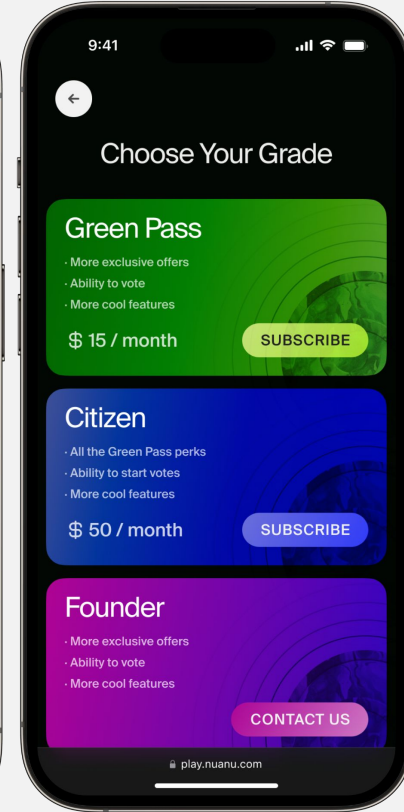 9:41
Choose Your Grade
Green Pass
· More exclusive offers
· Ability to vote
· More cool features
$ 15 / month
SUBSCRIBE
Citizen
· All the Green Pass perks
· Ability to start votes
· More cool features
$ 50 / month
SUBSCRIBE
Founder
· More exclusive offers
· Ability to vote
· More cool features
CONTACT US
play.nuanu.com